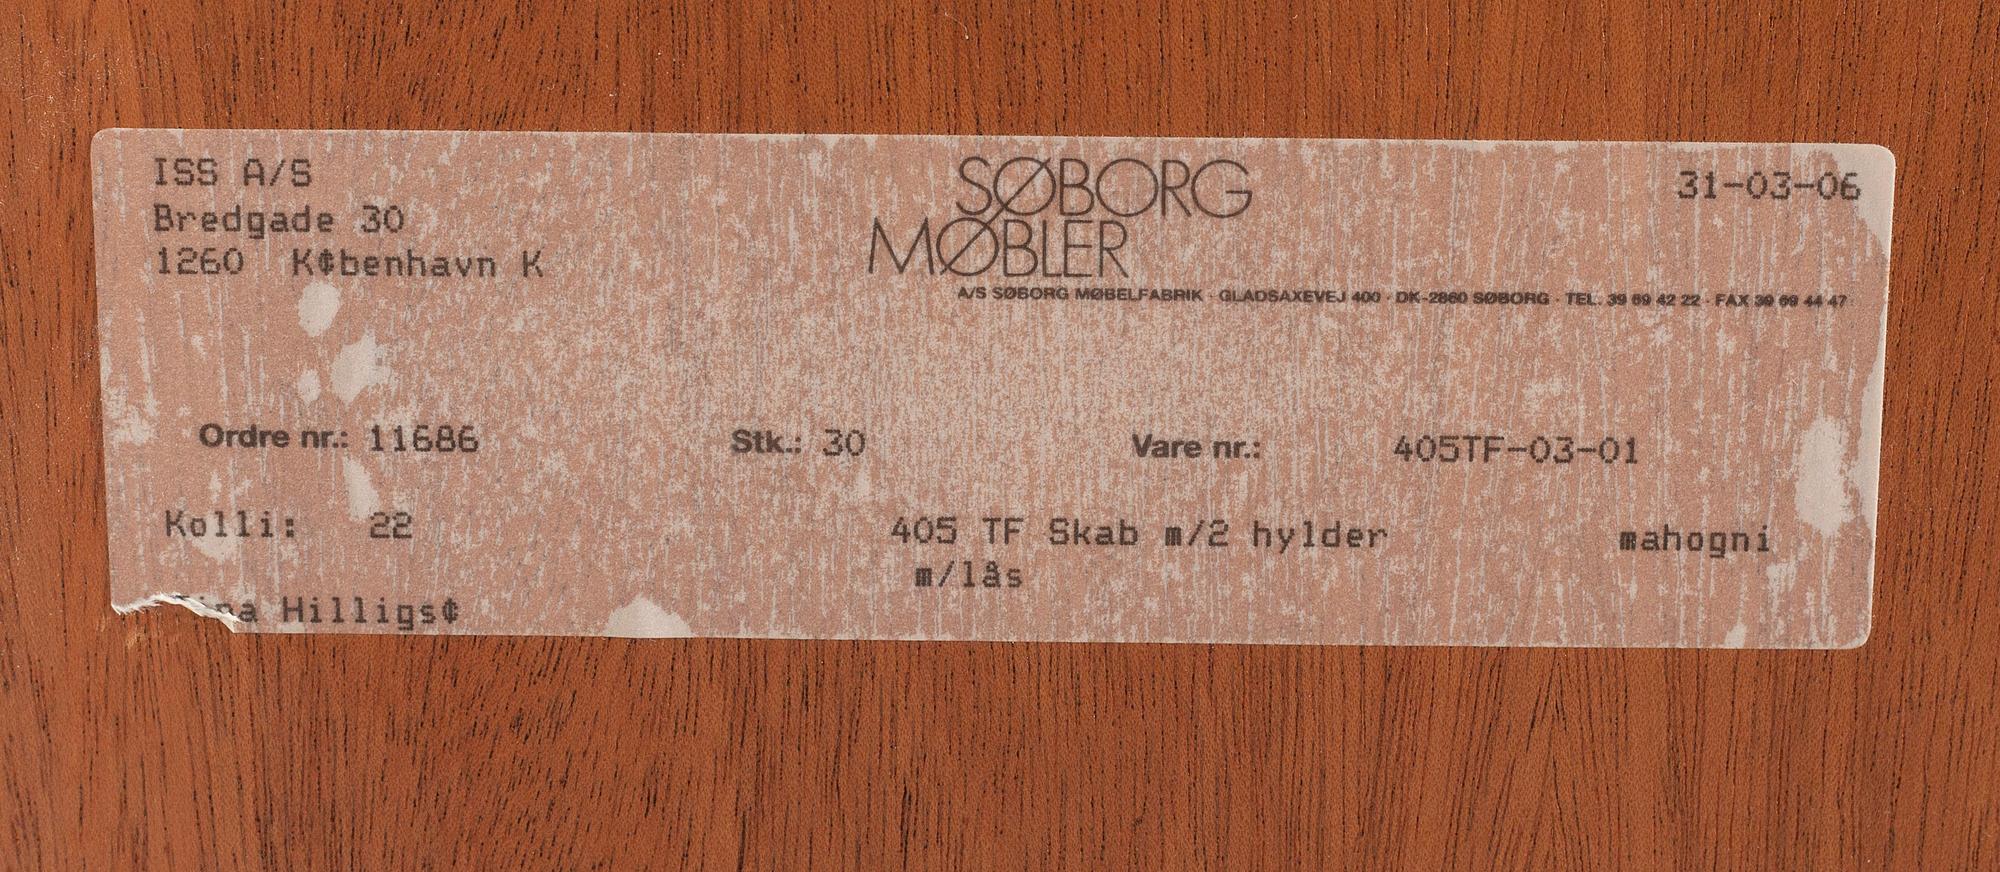 ISS A/S
Bredgade 30
1260 K¢benhavn K
SØBORG
MØBLER
A/S SØBORG MØBELFABRIK · GLADSAXEVEJ 400 · DK-2860 SØBORG · TEL. 39 69 42 22 · FAX 39 69 44 47
31-03-06
Ordre nr.: 11686 Stk.: 30 Vare nr.: 405TF-03-01
Kolli: 22 405 TF Skab m/2 hylder mahogni
m/lås
Hilligs¢